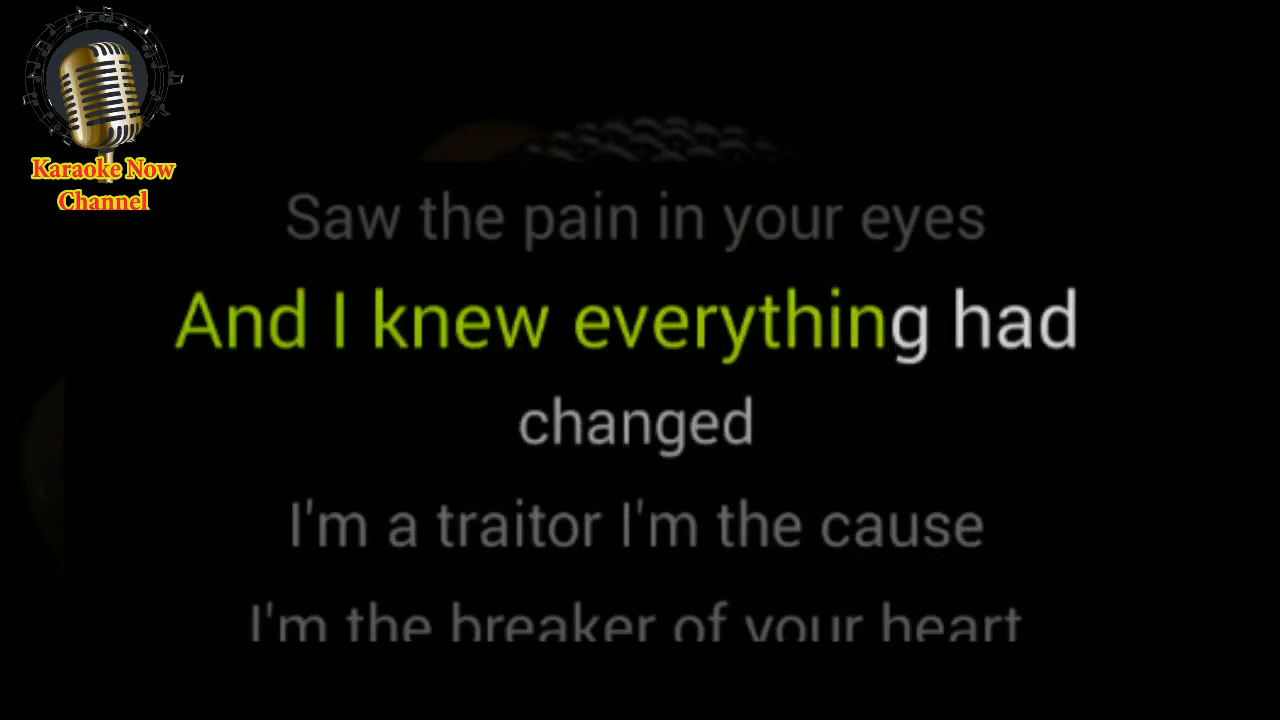 Karaoke Now
Channel
Saw the pain in your eyes
And I knew everything had
changed
I'm a traitor I'm the cause
I'm the breaker of your heart